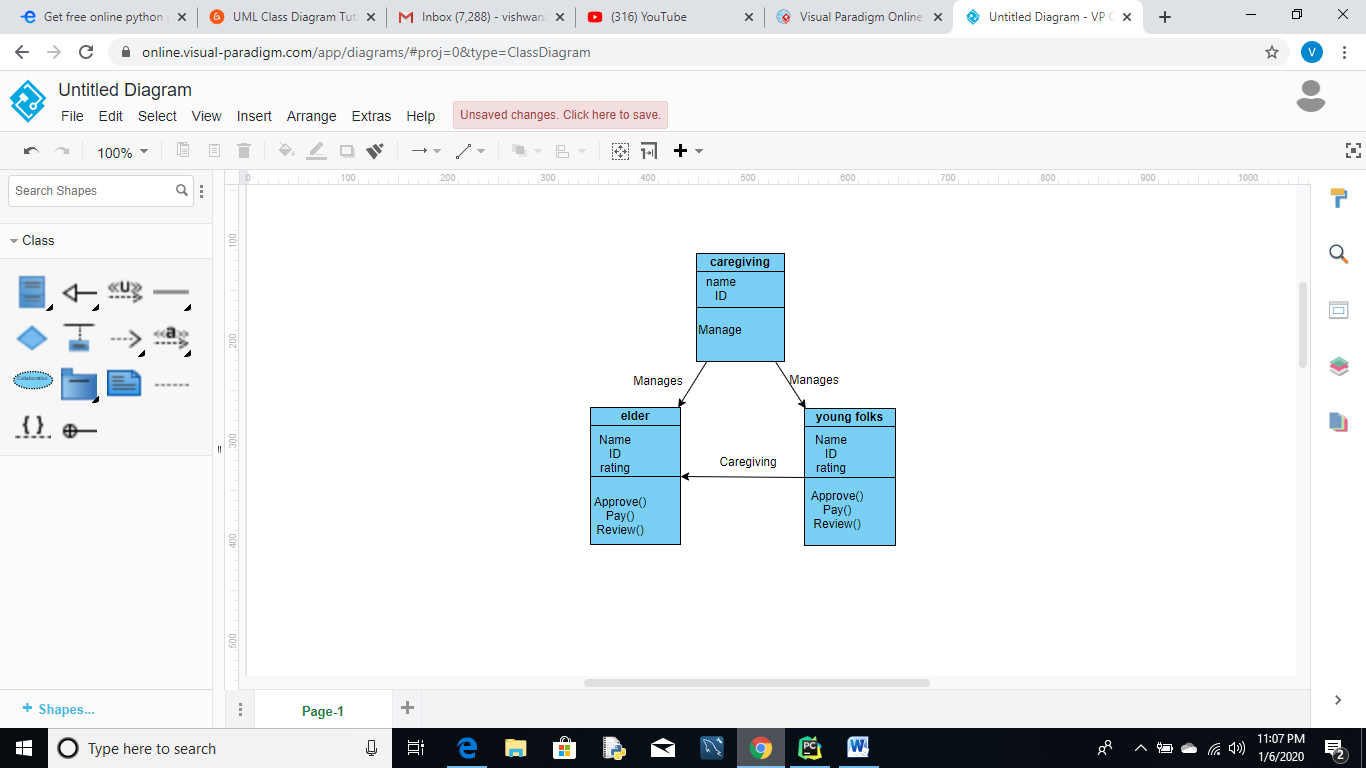 Get free online python
UML Class Diagram Tut
Inbox (7,288) - vishwana
(316) YouTube
Visual Paradigm Online
Untitled Diagram - VP O
online.visual-paradigm.com/app/diagrams/#proj=0&type=ClassDiagram
V
Untitled Diagram
File Edit Select View Insert Arrange Extras Help
Unsaved changes. Click here to save.
100%
Search Shapes
0 100 200 300 400 500 600 700 800 900 1000
Class
«U»
«a»
Collaboration
{ }
100
200
300
400
500
caregiving
name
ID
Manage
Manages
Manages
elder
Name
ID
rating
Approve()
Pay()
Review()
Caregiving
young folks
Name
ID
rating
Approve()
Pay()
Review()
+ Shapes...
Page-1
Type here to search
PC
W
11:07 PM
1/6/2020
2